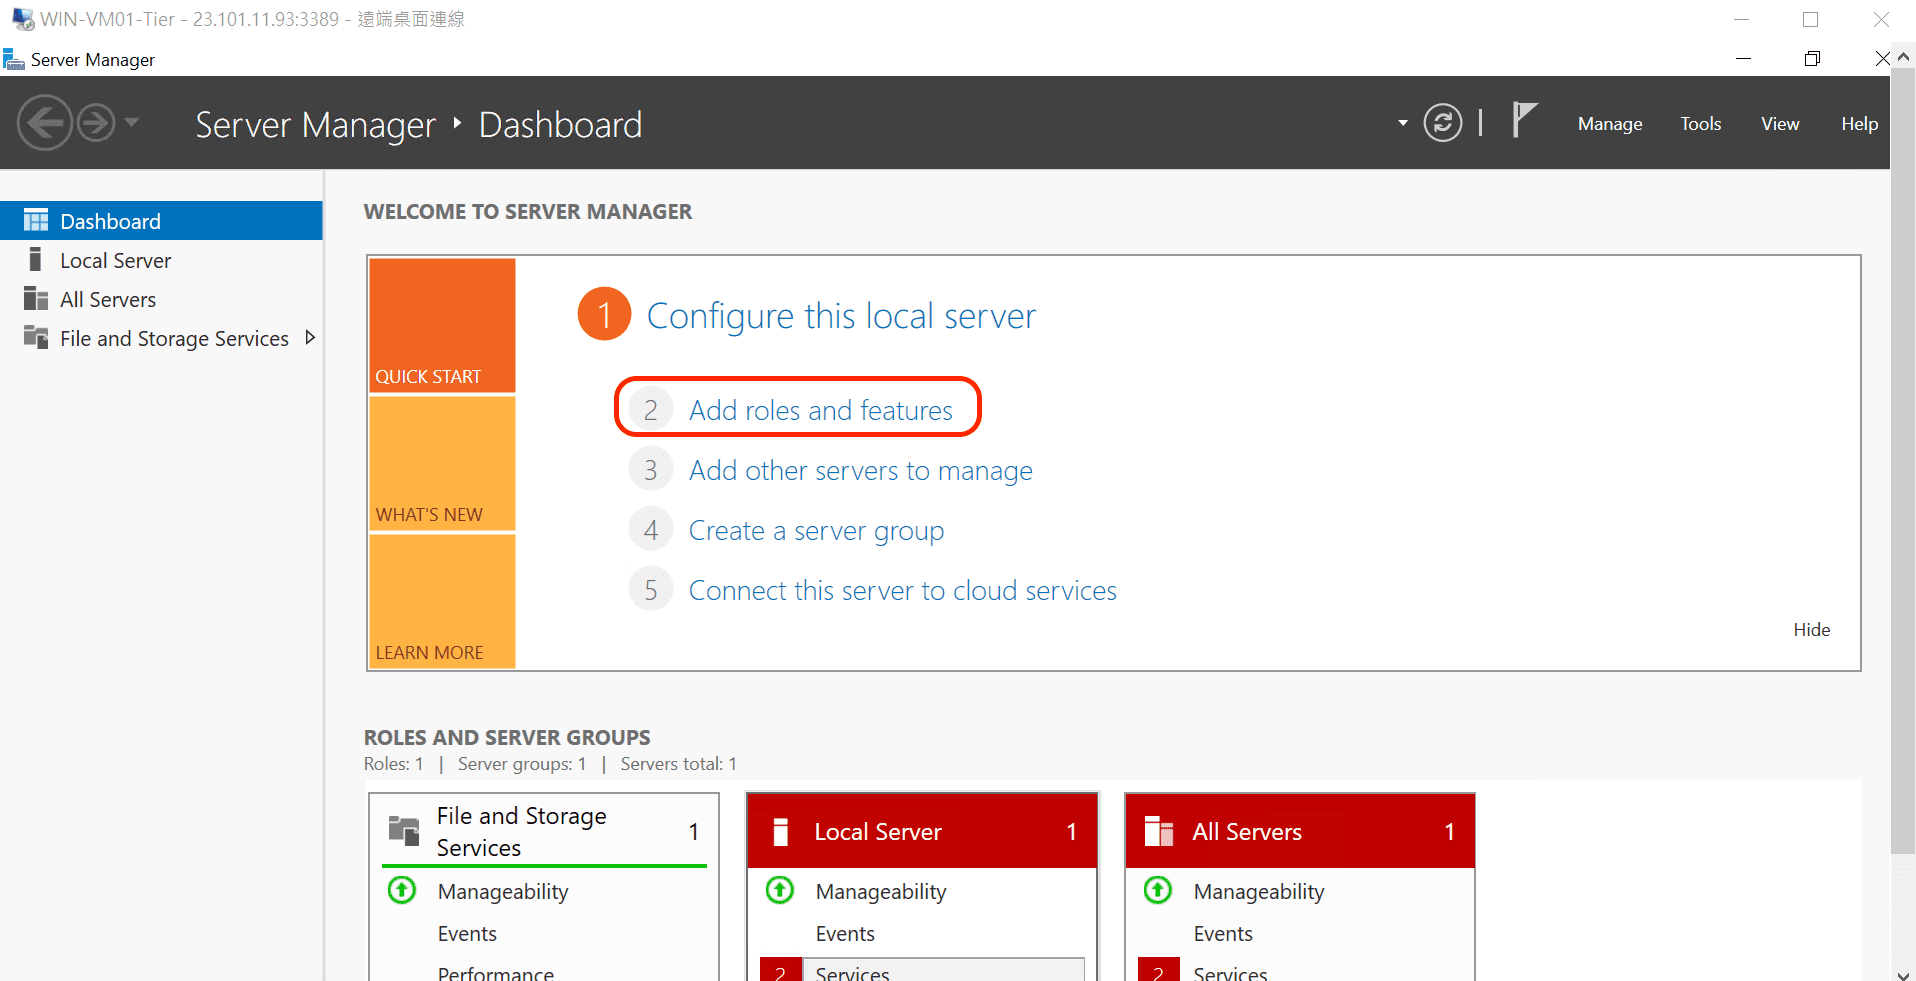 WIN-VM01-Tier - 23.101.11.93:3389 - 遠端桌面連線
Server Manager
Server Manager Dashboard
Manage Tools View Help
Dashboard
Local Server
All Servers
File and Storage Services
WELCOME TO SERVER MANAGER
QUICK START
WHAT'S NEW
LEARN MORE
1 Configure this local server
2 Add roles and features
3 Add other servers to manage
4 Create a server group
5 Connect this server to cloud services
Hide
ROLES AND SERVER GROUPS
Roles: 1 | Server groups: 1 | Servers total: 1
File and Storage
Services
1
Manageability
Events
Performance
Local Server 1
Manageability
Events
2 Services
All Servers 1
Manageability
Events
2 Services